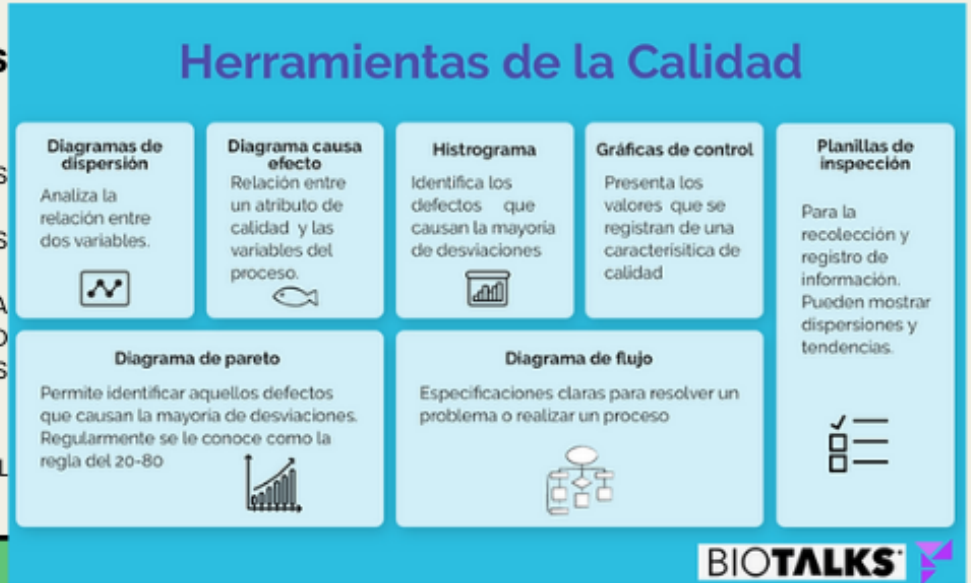 Herramientas de la Calidad
Diagramas de
dispersión
Analiza la
relación entre
dos variables.
Diagrama causa
efecto
Relación entre
un atributo de
calidad y las
variables del
proceso.
Histrograma
Identifica los
defectos que
causan la mayoría
de desviaciones
Gráficas de control
Presenta los
valores que se
registran de una
caracterísitica de
calidad
Planillas de
inspección
Para la
recolección y
registro de
información.
Pueden mostrar
dispersiones y
tendencias.
Diagrama de pareto
Permite identificar aquellos defectos
que causan la mayoría de desviaciones.
Regularmente se le conoce como la
regla del 20-80
Diagrama de flujo
Especificaciones claras para resolver un
problema o realizar un proceso
BIOTALKS